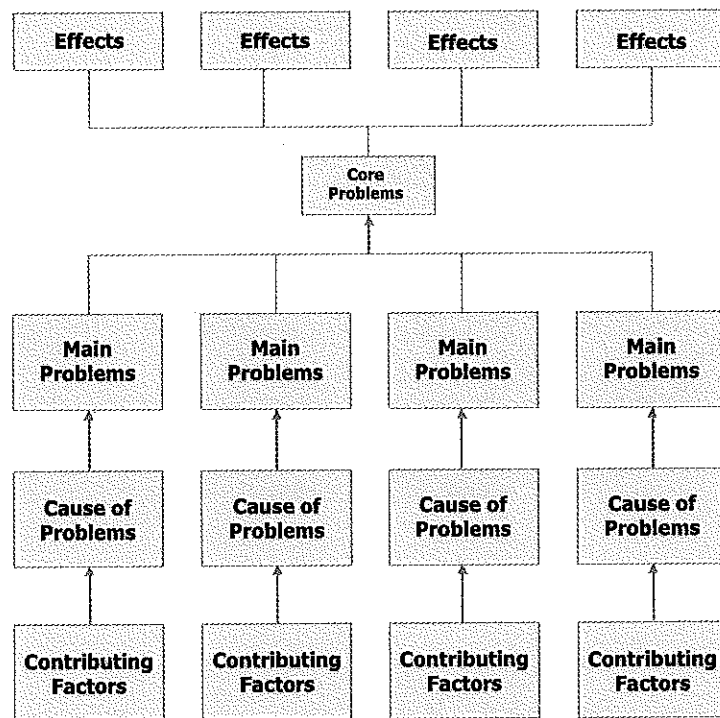 Effects
Effects
Effects
Effects
Core
Problems
Main
Problems
Main
Problems
Main
Problems
Main
Problems
Cause of
Problems
Cause of
Problems
Cause of
Problems
Cause of
Problems
Contributing
Factors
Contributing
Factors
Contributing
Factors
Contributing
Factors